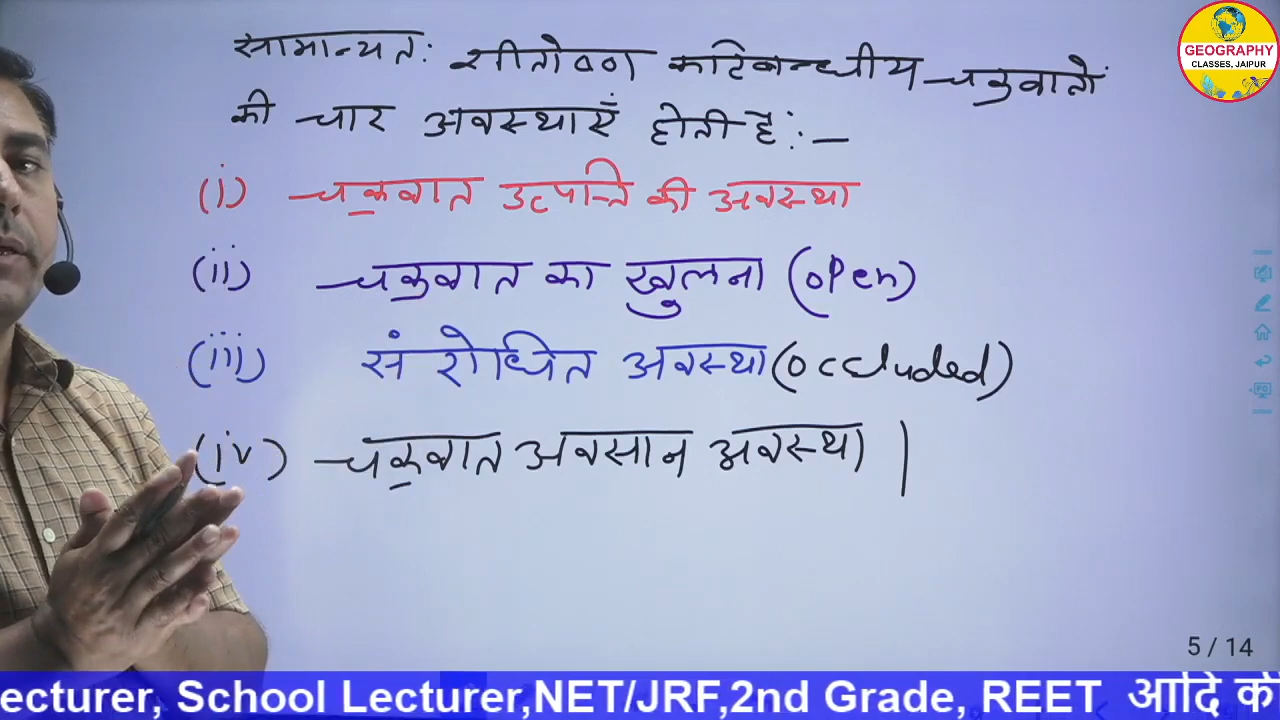 सामान्यत: शीतोष्ण कटिबन्धीय चक्रवातों
की चार अवस्थाएं होती हैं:-
(i) चक्रवात उत्पत्ति की अवस्था
(ii) चक्रवात का खुलना (open)
(iii) संरोधित अवस्था (occluded)
(iv) चक्रवात अवसान अवस्था |
GEOGRAPHY
CLASSES, JAIPUR
5 / 14
ecturer, School Lecturer,NET/JRF,2nd Grade, REET आदि की